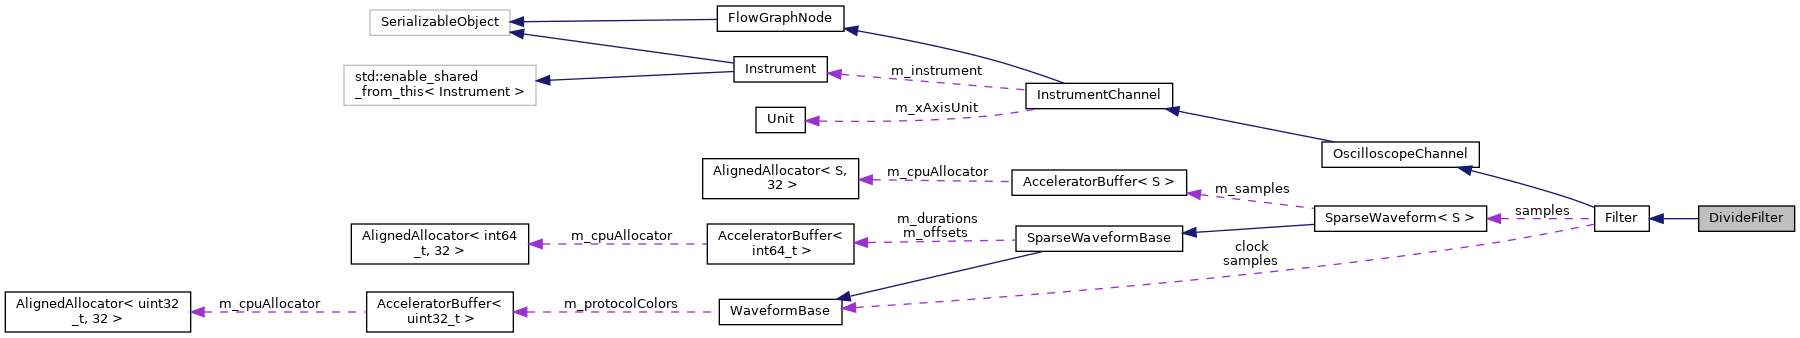 SerializableObject
FlowGraphNode
std::enable_shared
_from_this< Instrument >
Instrument
m_instrument
InstrumentChannel
Unit
m_xAxisUnit
OscilloscopeChannel
AlignedAllocator< S,
32 >
m_cpuAllocator
AcceleratorBuffer< S >
m_samples
SparseWaveform< S >
samples
Filter
DivideFilter
AlignedAllocator< int64
_t, 32 >
m_cpuAllocator
AcceleratorBuffer<
int64_t >
m_durations
m_offsets
SparseWaveformBase
clock
samples
AlignedAllocator< uint32
_t, 32 >
m_cpuAllocator
AcceleratorBuffer<
uint32_t >
m_protocolColors
WaveformBase